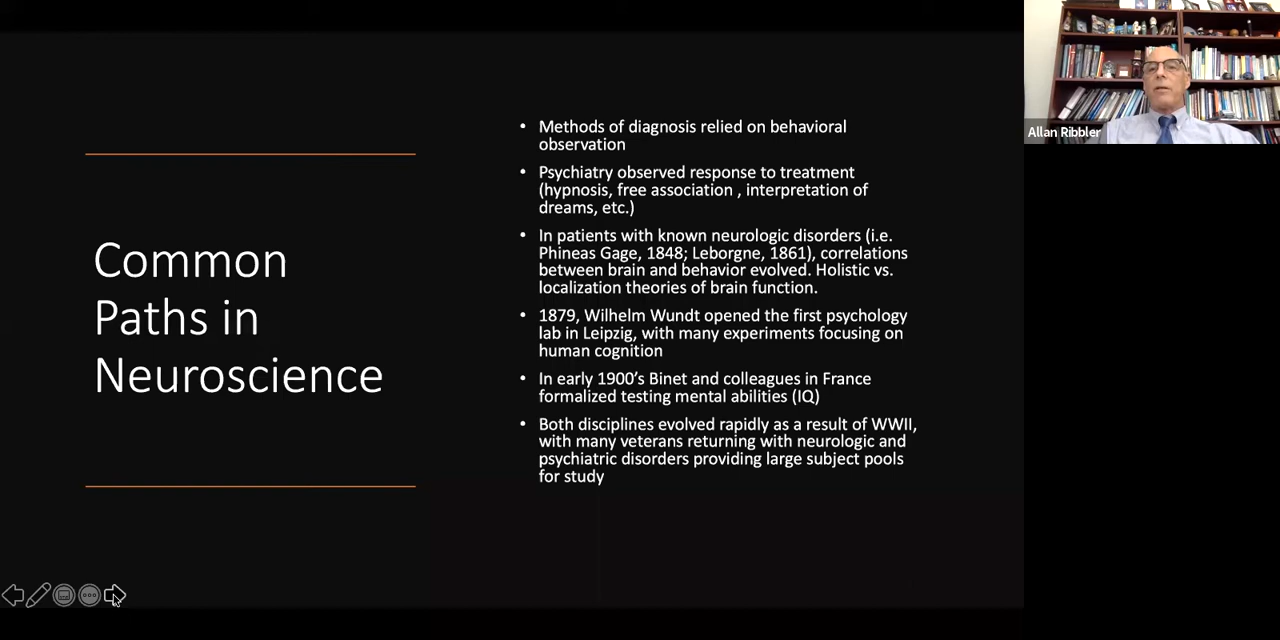 Common
Paths in
Neuroscience
• Methods of diagnosis relied on behavioral
observation
• Psychiatry observed response to treatment
(hypnosis, free association , interpretation of
dreams, etc.)
• In patients with known neurologic disorders (i.e.
Phineas Gage, 1848; Leborgne, 1861), correlations
between brain and behavior evolved. Holistic vs.
localization theories of brain function.
• 1879, Wilhelm Wundt opened the first psychology
lab in Leipzig, with many experiments focusing on
human cognition
• In early 1900’s Binet and colleagues in France
formalized testing mental abilities (IQ)
• Both disciplines evolved rapidly as a result of WWII,
with many veterans returning with neurologic and
psychiatric disorders providing large subject pools
for study
Allan Ribbler